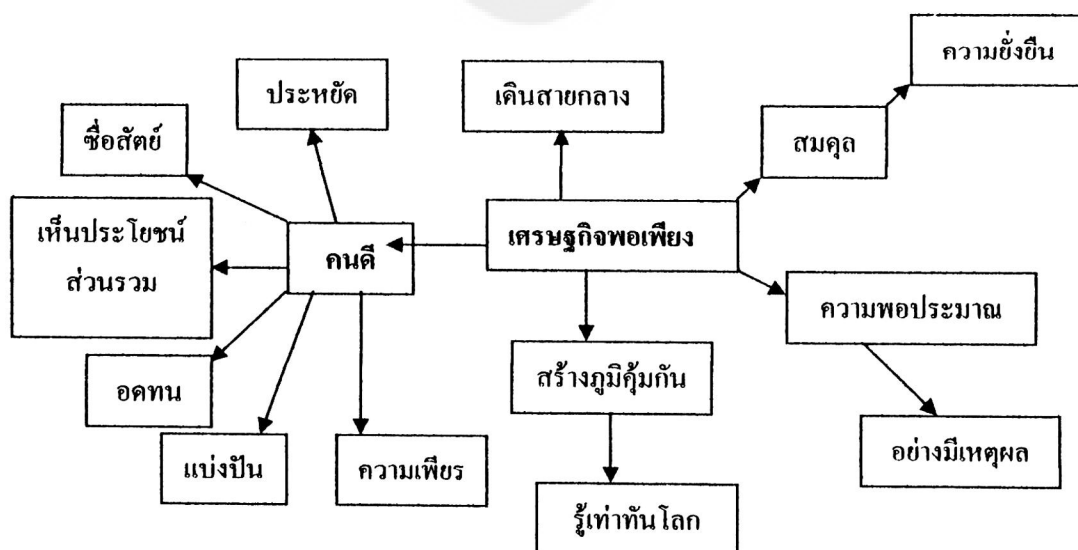 ความยั่งยืน
ประหยัด
เดินสายกลาง
ซื่อสัตย์
สมดุล
เห็นประโยชน์
ส่วนรวม
คนดี
เศรษฐกิจพอเพียง
ความพอประมาณ
สร้างภูมิคุ้มกัน
อดทน
แบ่งปัน
ความเพียร
อย่างมีเหตุผล
รู้เท่าทันโลก